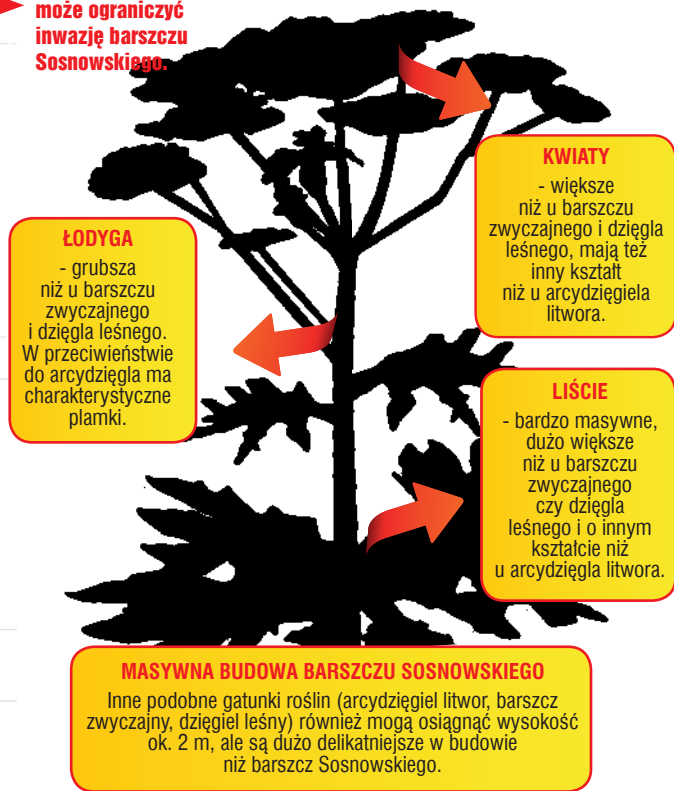 może ograniczyć
inwazję barszczu
Sosnowskiego.
KWIATY
- większe
niż u barszczu
zwyczajnego i dzięgla
leśnego, mają też
inny kształt
niż u arcydzięgiela
litwora.
ŁODYGA
- grubsza
niż u barszczu
zwyczajnego
i dzięgla leśnego.
W przeciwieństwie
do arcydzięgla ma
charakterystyczne
plamki.
LIŚCIE
- bardzo masywne,
dużo większe
niż u barszczu
zwyczajnego
czy dzięgla
leśnego i o innym
kształcie niż
u arcydzięgla litwora.
MASYWNA BUDOWA BARSZCZU SOSNOWSKIEGO
Inne podobne gatunki roślin (arcydzięgiel litwor, barszcz
zwyczajny, dzięgiel leśny) również mogą osiągnąć wysokość
ok. 2 m, ale są dużo delikatniejsze w budowie
niż barszcz Sosnowskiego.